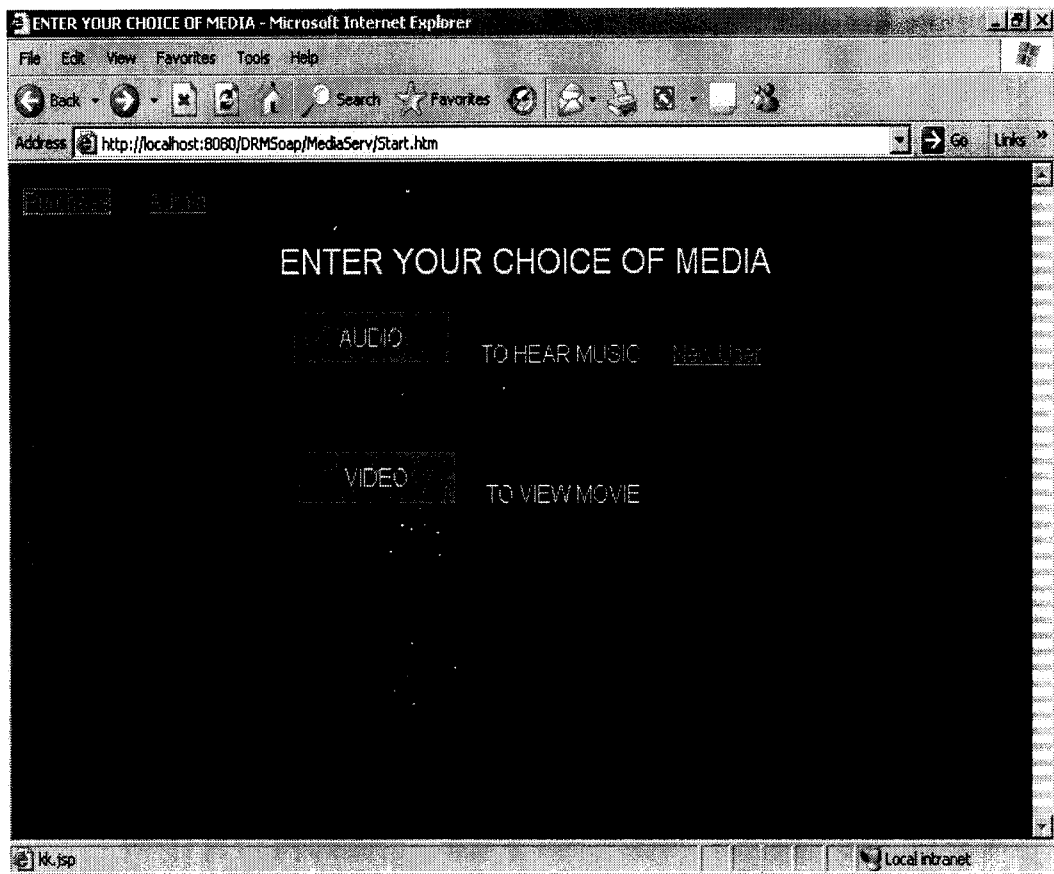 ENTER YOUR CHOICE OF MEDIA - Microsoft Internet Explorer
File Edit View Favorites Tools Help
Back Search Favorites
Address http://localhost:8080/DRMSoap/MediaServ/Start.htm Go Links »
ENTER YOUR CHOICE OF MEDIA
AUDIO TO HEAR MUSIC New User
VIDEO TO VIEW MOVIE
kk.jsp Local intranet